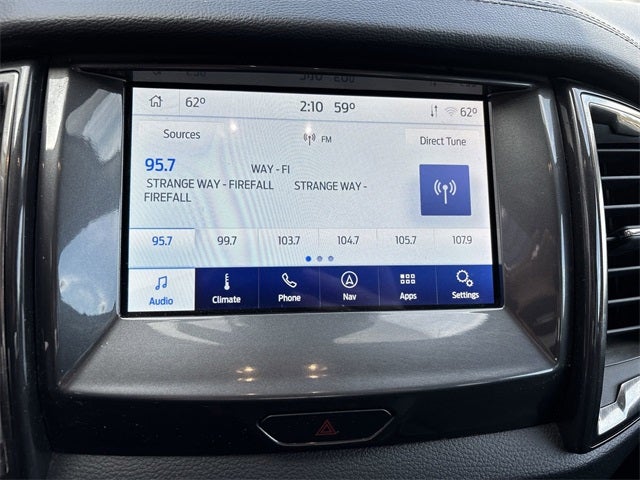 62° 2:10 59° 62°
Sources FM Direct Tune
95.7 WAY - FI
STRANGE WAY - FIREFALL STRANGE WAY -
FIREFALL
95.7 99.7 103.7 104.7 105.7 107.9
Audio Climate Phone Nav Apps Settings